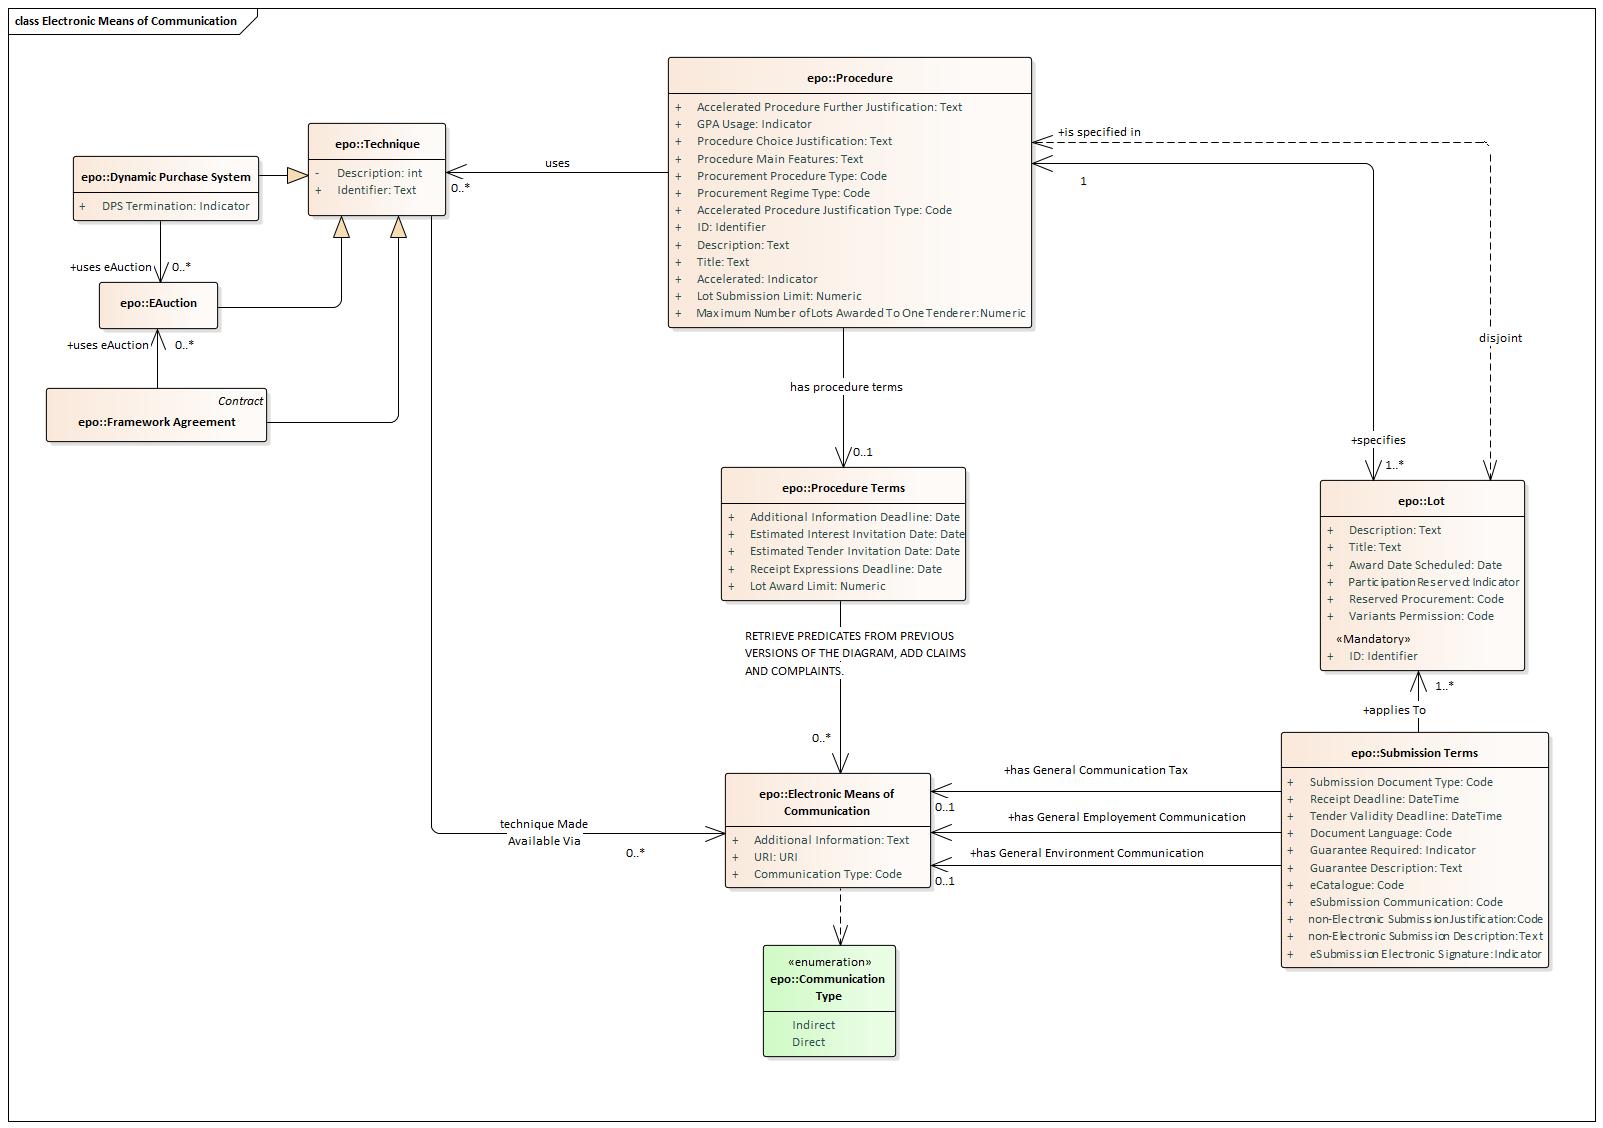 class Electronic Means of Communication
epo::Procedure
+ Accelerated Procedure Further Justification: Text
+ GPA Usage: Indicator
+ Procedure Choice Justification: Text
+ Procedure Main Features: Text
+ Procurement Procedure Type: Code
+ Procurement Regime Type: Code
+ Accelerated Procedure Justification Type: Code
+ ID: Identifier
+ Description: Text
+ Title: Text
+ Accelerated: Indicator
+ Lot Submission Limit: Numeric
+ Maximum Number of Lots Awarded To One Tenderer: Numeric
epo::Technique
- Description: int
+ Identifier: Text
uses
0..*
epo::Dynamic Purchase System
+ DPS Termination: Indicator
+uses eAuction
0..*
epo::EAuction
+uses eAuction
0..*
Contract
epo::Framework Agreement
+is specified in
1
disjoint
+specifies
1..*
has procedure terms
0..1
epo::Procedure Terms
+ Additional Information Deadline: Date
+ Estimated Interest Invitation Date: Date
+ Estimated Tender Invitation Date: Date
+ Receipt Expressions Deadline: Date
+ Lot Award Limit: Numeric
epo::Lot
+ Description: Text
+ Title: Text
+ Award Date Scheduled: Date
+ Participation Reserved: Indicator
+ Reserved Procurement: Code
+ Variants Permission: Code
«Mandatory»
+ ID: Identifier
RETRIEVE PREDICATES FROM PREVIOUS
VERSIONS OF THE DIAGRAM, ADD CLAIMS
AND COMPLAINTS.
0..*
1..*
+applies To
epo::Submission Terms
+ Submission Document Type: Code
+ Receipt Deadline: DateTime
+ Tender Validity Deadline: DateTime
+ Document Language: Code
+ Guarantee Required: Indicator
+ Guarantee Description: Text
+ eCatalogue: Code
+ eSubmission Communication: Code
+ non-Electronic Submission Justification: Code
+ non-Electronic Submission Description: Text
+ eSubmission Electronic Signature: Indicator
+has General Communication Tax
0..1
+has General Employement Communication
+has General Environment Communication
0..1
technique Made
Available Via
0..*
epo::Electronic Means of
Communication
+ Additional Information: Text
+ URI: URI
+ Communication Type: Code
«enumeration»
epo::Communication
Type
Indirect
Direct